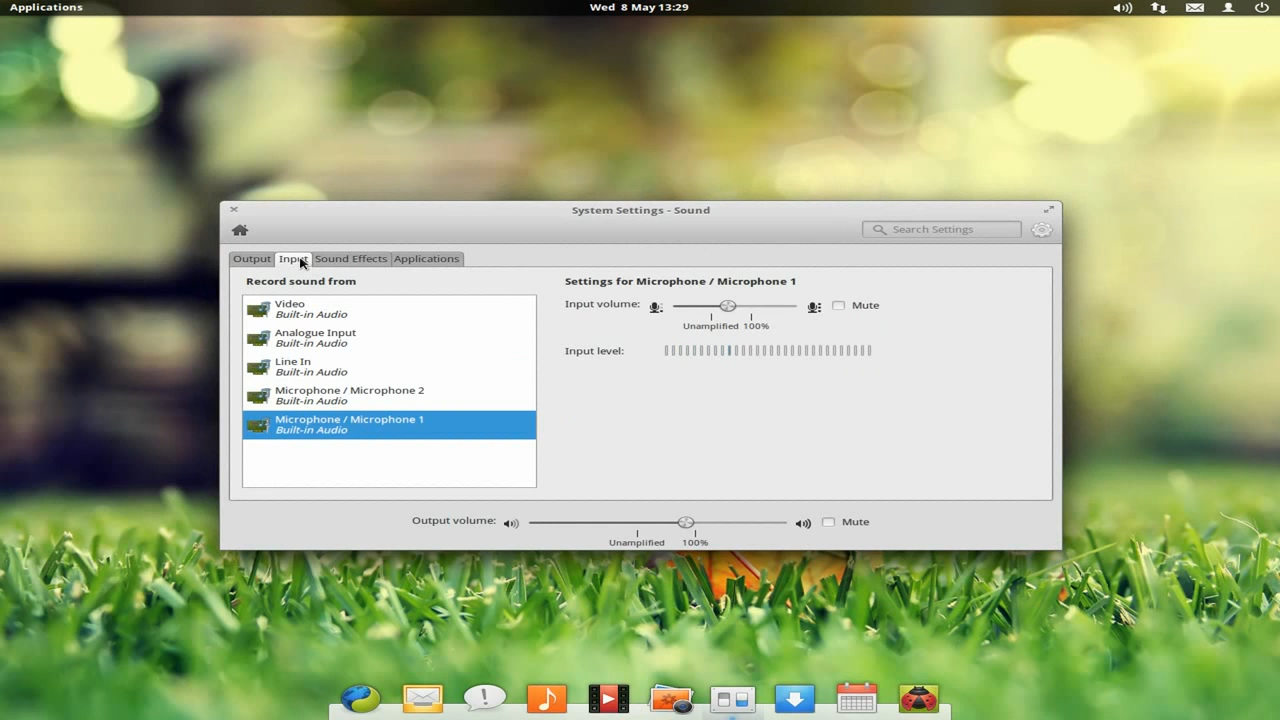 Applications
Wed 8 May 13:29
System Settings - Sound
Search Settings
Output Input Sound Effects Applications
Record sound from
Video
Built-in Audio
Analogue Input
Built-in Audio
Line In
Built-in Audio
Microphone / Microphone 2
Built-in Audio
Microphone / Microphone 1
Built-in Audio
Settings for Microphone / Microphone 1
Input volume:
Mute
Unamplified 100%
Input level:
Output volume:
Mute
Unamplified 100%